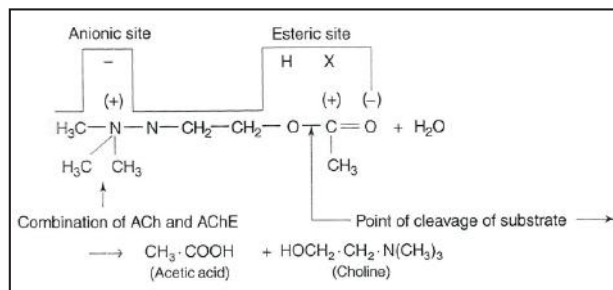 Anionic site Esteric site
− H X
(+) (+) (−)
H₃C—N—N—CH₂—CH₂—O—C=O + H₂O
H₃C CH₃ CH₃
Combination of ACh and AChE Point of cleavage of substrate
CH₃·COOH + HOCH₂·CH₂·N(CH₃)₃
(Acetic acid) (Choline)